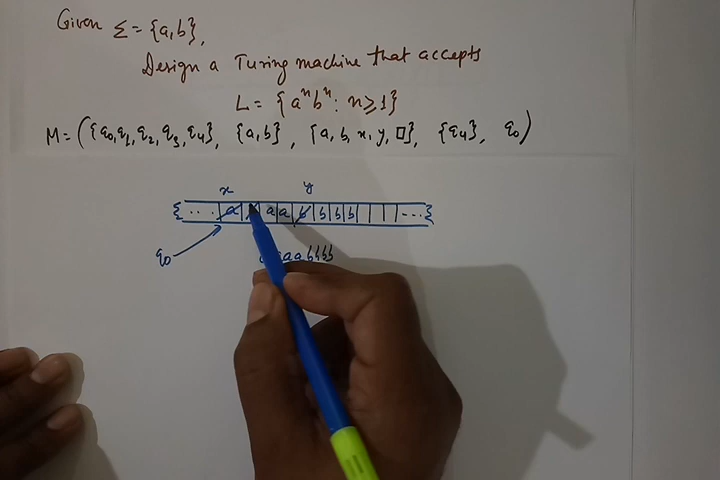 Given Σ = {a, b},
Design a Turing machine that accepts
L = {aⁿbⁿ : n ≥ 1}
M = ({q₀, q₁, q₂, q₃, q₄}, {a, b}, {a, b, x, y, □}, {q₄}, q₀)
x y
... a a a b b b b ...
q₀
a a b b b b